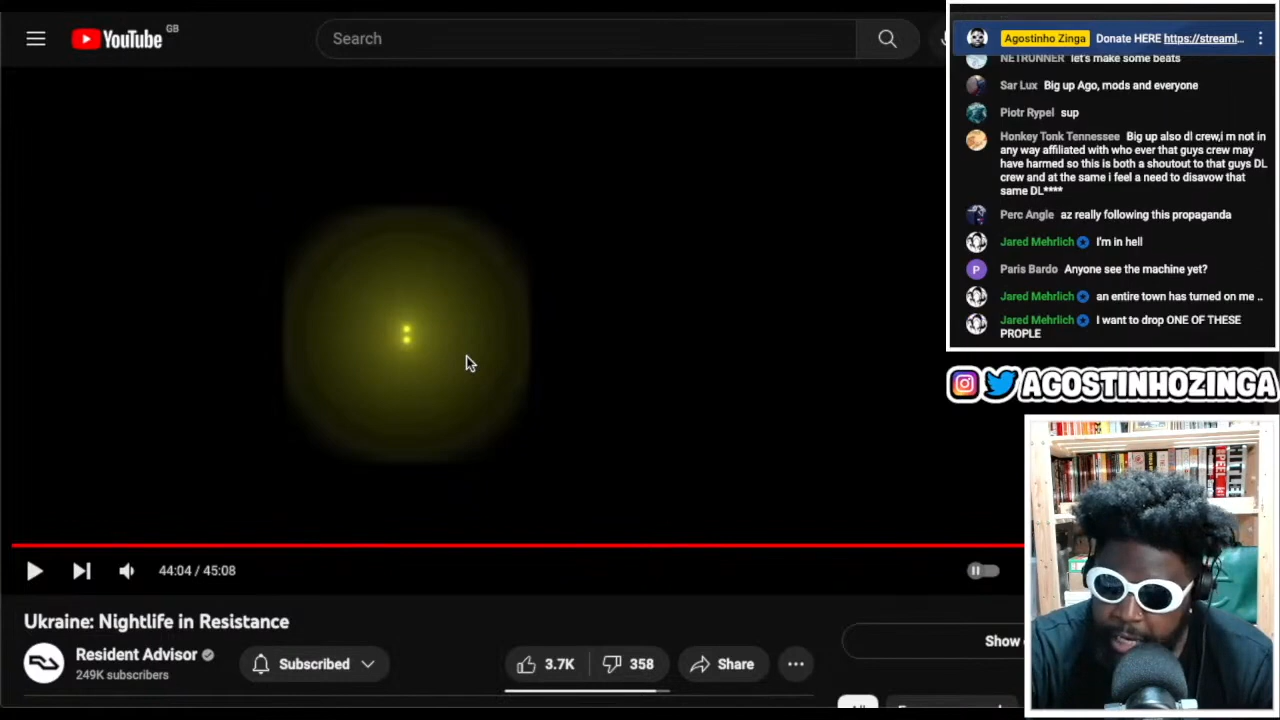 YouTube GB
Search
Agostinho Zinga Donate HERE https://streaml...
NETRUNNER let's make some beats
Sar Lux Big up Ago, mods and everyone
Piotr Rypel sup
Honkey Tonk Tennessee Big up also dl crew,i m not in
any way affiliated with who ever that guys crew may
have harmed so this is both a shoutout to that guys DL
crew and at the same i feel a need to disavow that
same DL****
Perc Angle az really following this propaganda
Jared Mehrlich I'm in hell
Paris Bardo Anyone see the machine yet?
Jared Mehrlich an entire town has turned on me ..
Jared Mehrlich I want to drop ONE OF THESE
PROPLE
AGOSTINHOZINGA
44:04 / 45:08
Ukraine: Nightlife in Resistance
Show
Resident Advisor
249K subscribers
Subscribed
3.7K
358
Share
All